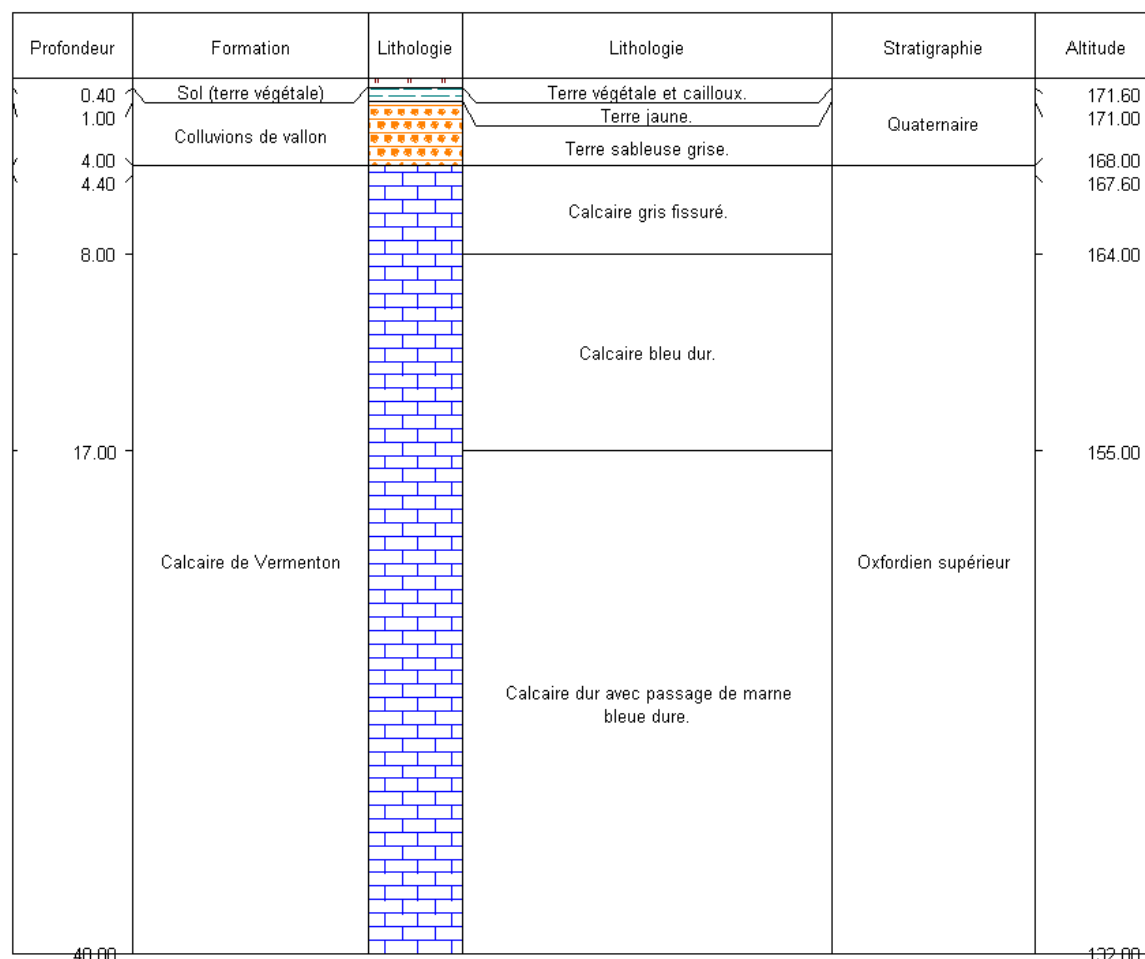 Profondeur Formation Lithologie Lithologie Stratigraphie Altitude
0.40 Sol (terre végétale) Terre végétale et cailloux. 171.60
1.00 Terre jaune. 171.00
Colluvions de vallon Quaternaire
4.00 Terre sableuse grise. 168.00
4.40 167.60
Calcaire gris fissuré.
8.00 164.00
Calcaire bleu dur.
17.00 155.00
Calcaire de Vermenton Oxfordien supérieur
Calcaire dur avec passage de marne
bleue dure.
40.00 132.00